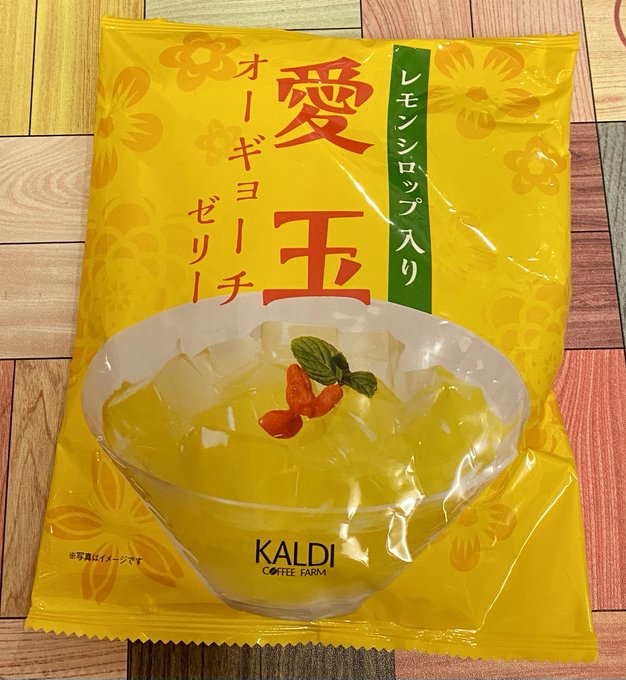 レモンシロップ入り
愛玉
オーギョーチ
ゼリー
※写真はイメージです
KALDI
COFFEE FARM